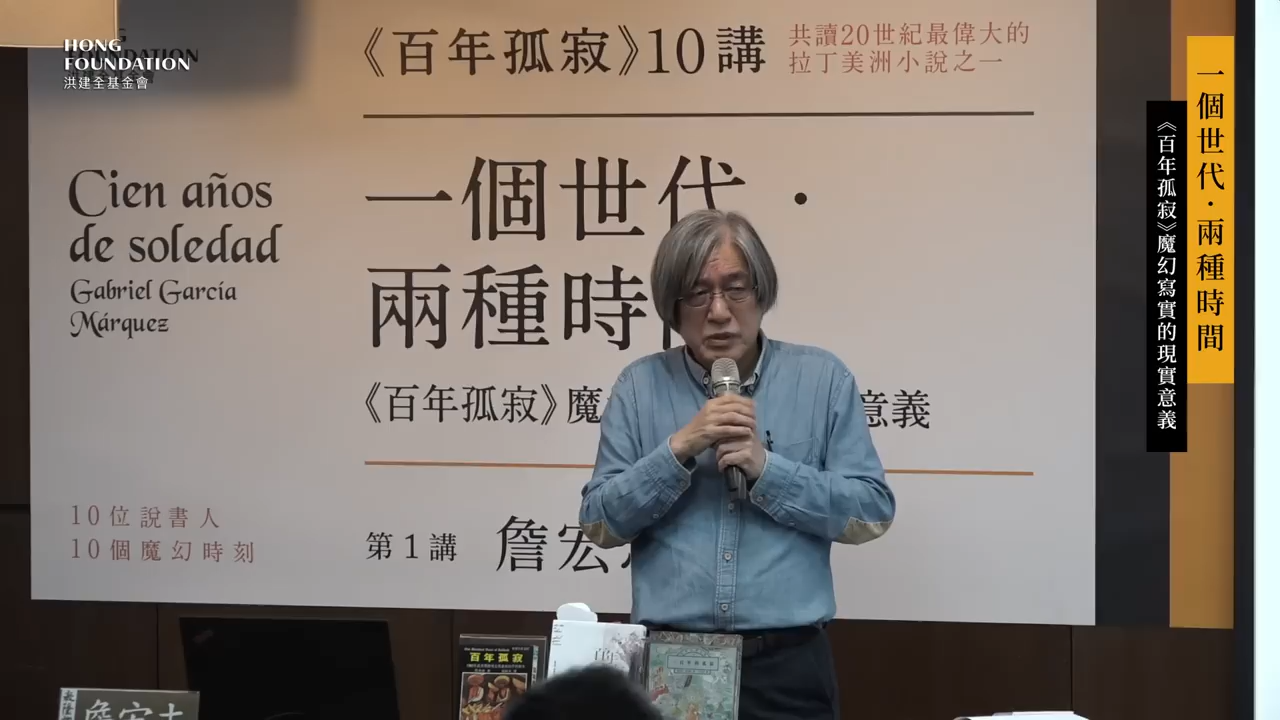 HONG
FOUNDATION
洪建全基金會
《百年孤寂》10講
共讀20世紀最偉大的
拉丁美洲小說之一
Cien años
de soledad
Gabriel García
Márquez
一個世代·
兩種時
《百年孤寂》魔
意義
10位說書人
10個魔幻時刻
第1講
詹宏
一個世代·兩種時間
《百年孤寂》魔幻寫實的現實意義
百年孤寂